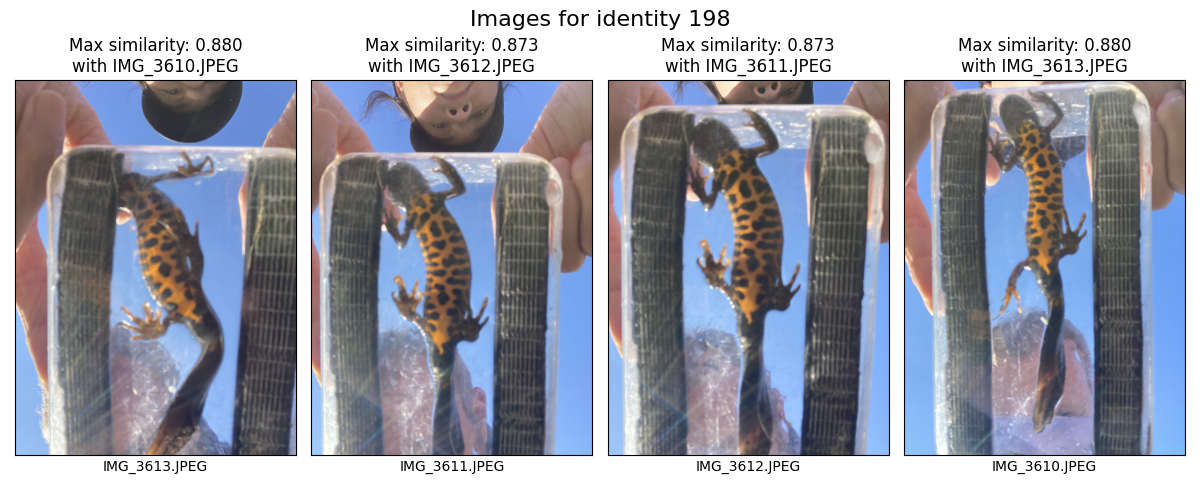 Images for identity 198
Max similarity: 0.880
with IMG_3610.JPEG
Max similarity: 0.873
with IMG_3612.JPEG
Max similarity: 0.873
with IMG_3611.JPEG
Max similarity: 0.880
with IMG_3613.JPEG
IMG_3613.JPEG
IMG_3611.JPEG
IMG_3612.JPEG
IMG_3610.JPEG